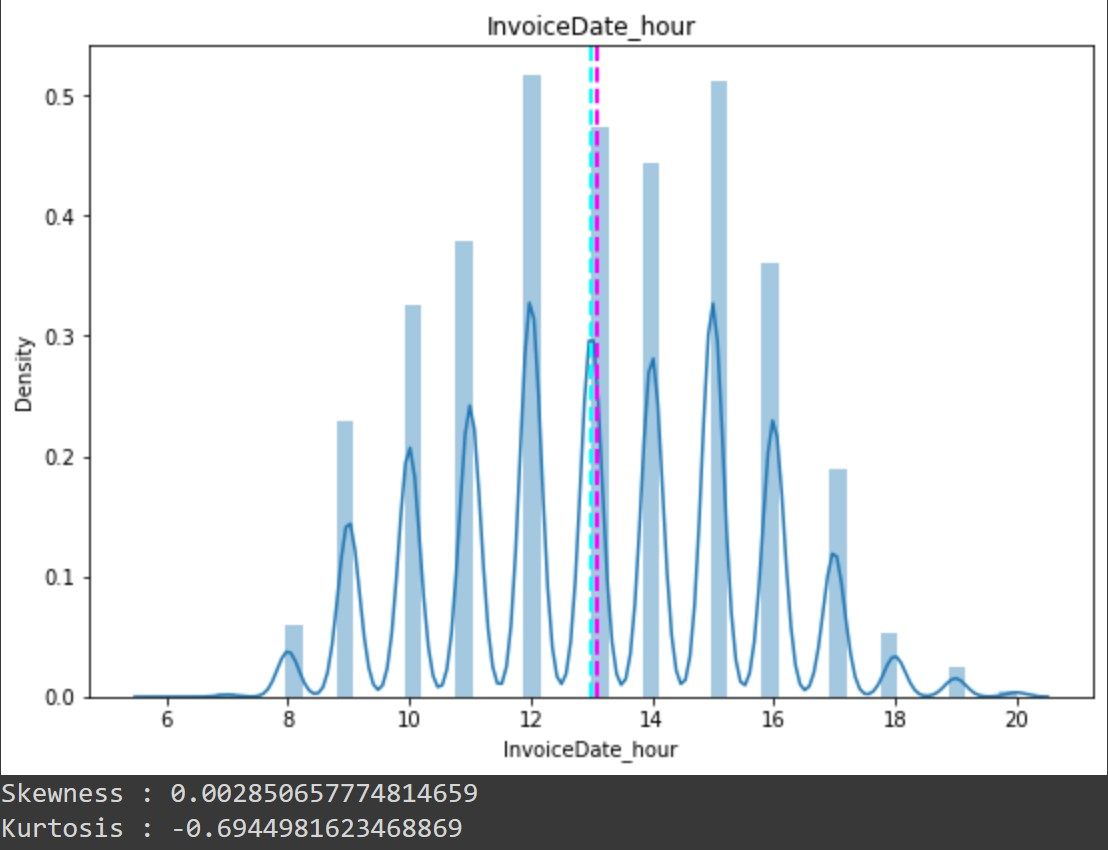 InvoiceDate_hour
0.5
0.4
0.3
0.2
0.1
0.0
Density
6 8 10 12 14 16 18 20
InvoiceDate_hour
Skewness : 0.002850657774814659
Kurtosis : -0.6944981623468869